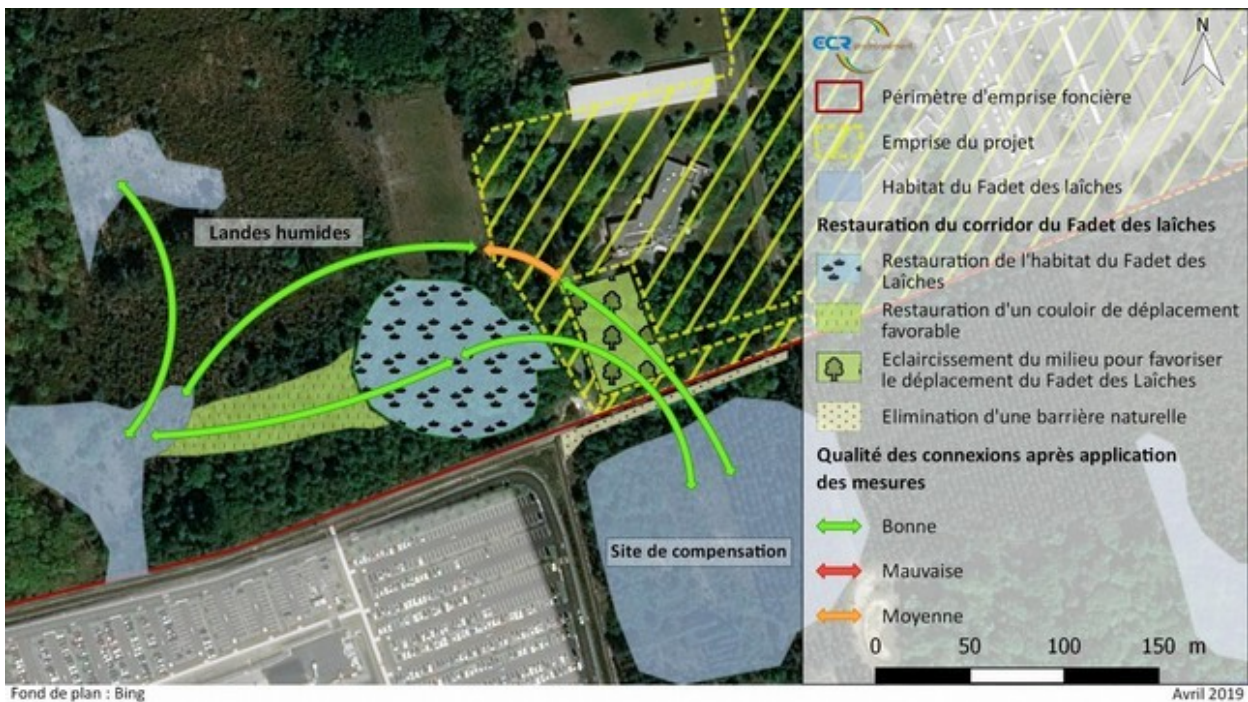 Landes humides
Site de compensation
ECR environnement
N
Périmètre d'emprise foncière
Emprise du projet
Habitat du Fadet des laîches
Restauration du corridor du Fadet des laîches
Restauration de l'habitat du Fadet des
Laîches
Restauration d'un couloir de déplacement
favorable
Eclaircissement du milieu pour favoriser
le déplacement du Fadet des Laîches
Elimination d'une barrière naturelle
Qualité des connexions après application
des mesures
Bonne
Mauvaise
Moyenne
0 50 100 150 m
Fond de plan : Bing
Avril 2019